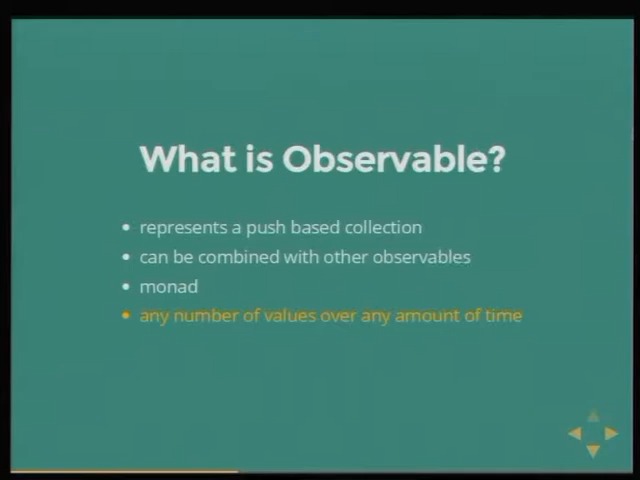 What is Observable?
represents a push based collection
can be combined with other observables
monad
any number of values over any amount of time